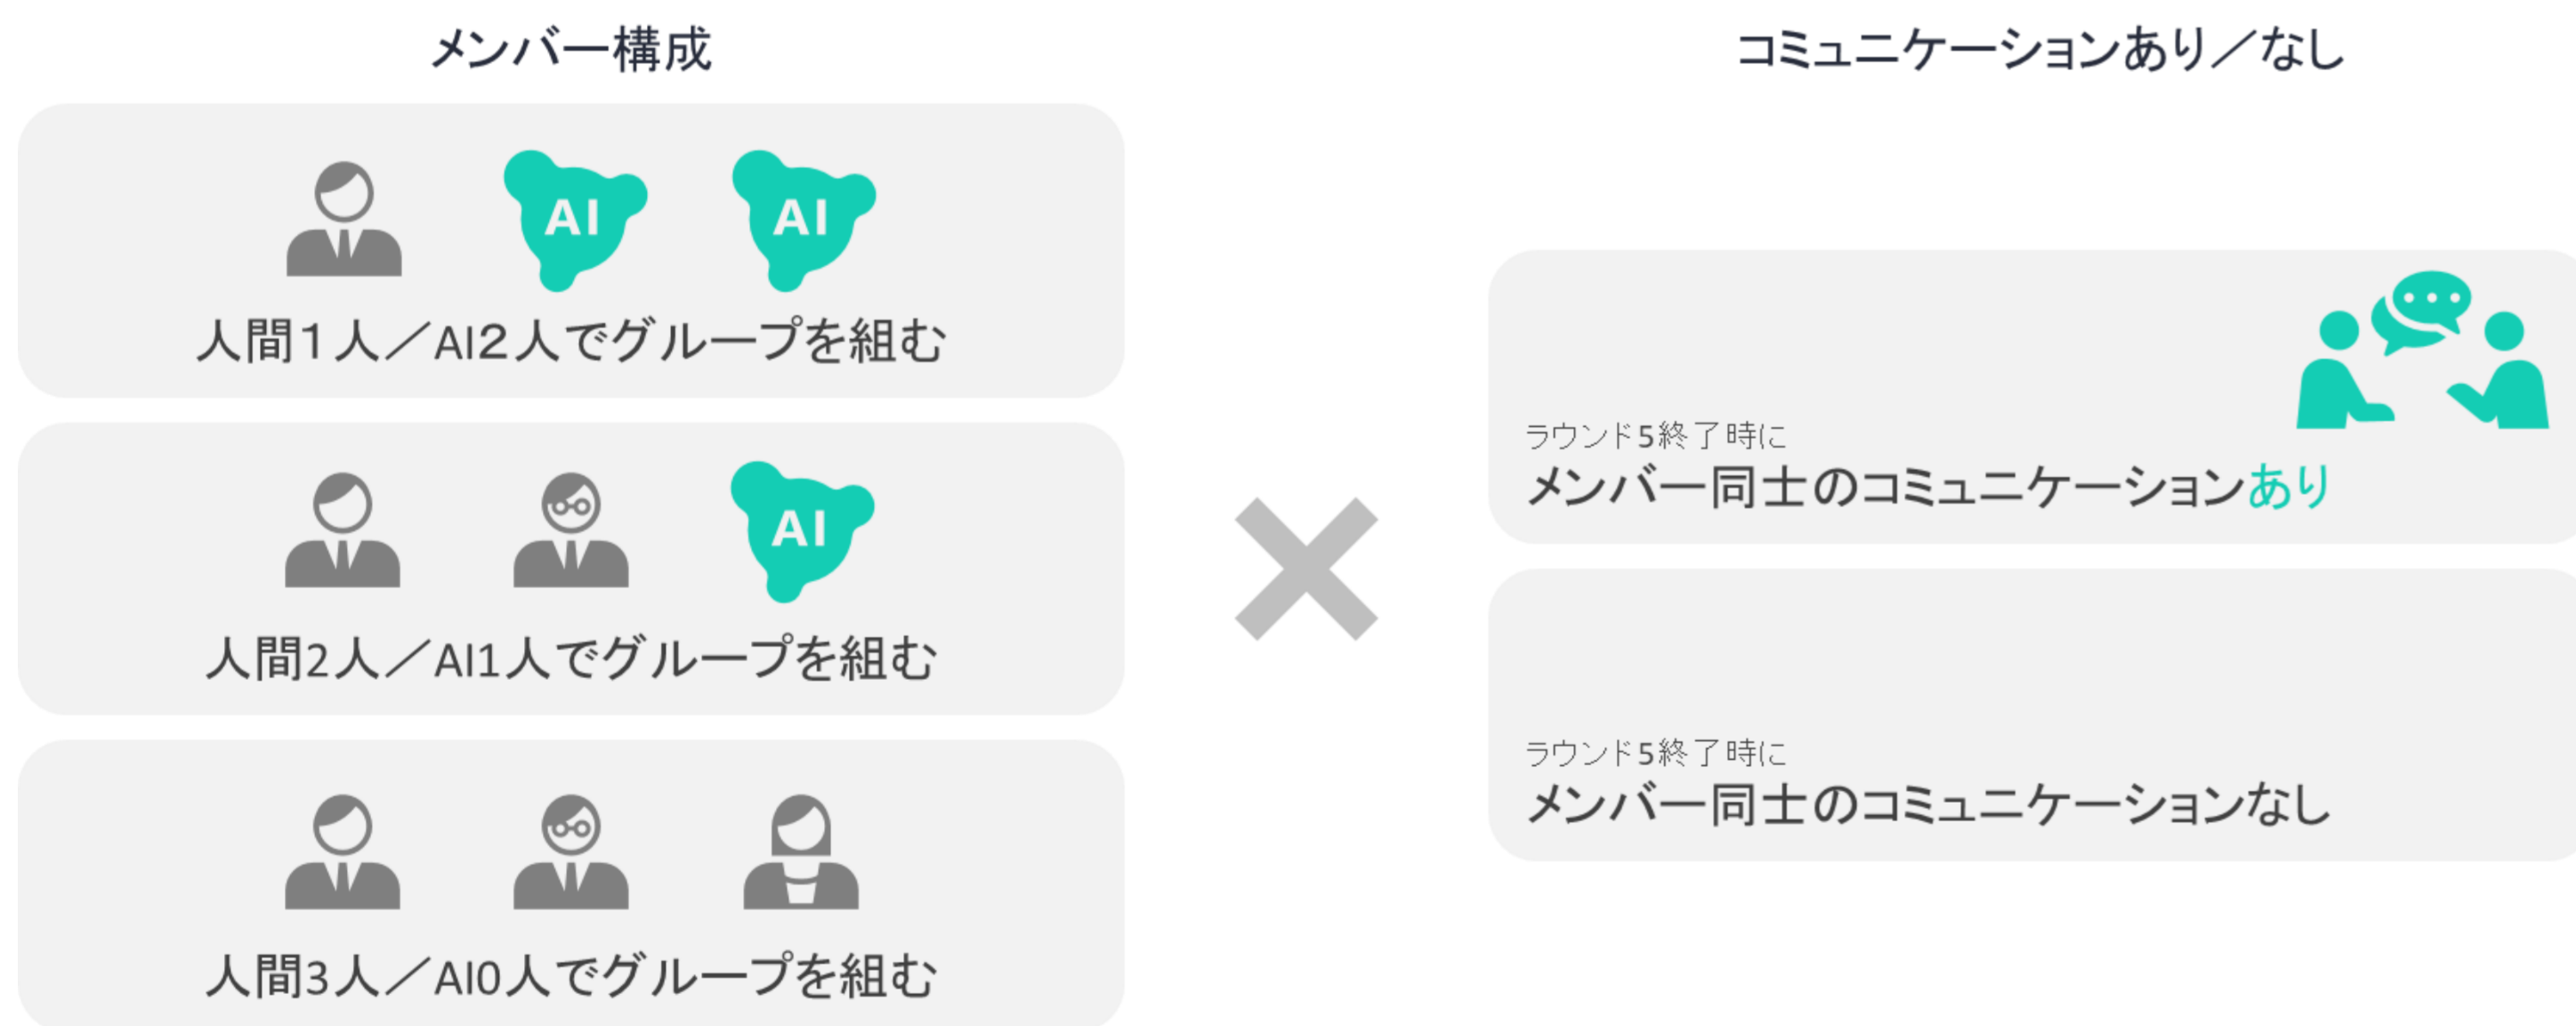 メンバー構成
AI
AI
人間１人／AI２人でグループを組む
AI
人間2人／AI1人でグループを組む
人間3人／AI0人でグループを組む
コミュニケーションあり／なし
ラウンド5終了時に
メンバー同士のコミュニケーションあり
ラウンド5終了時に
メンバー同士のコミュニケーションなし